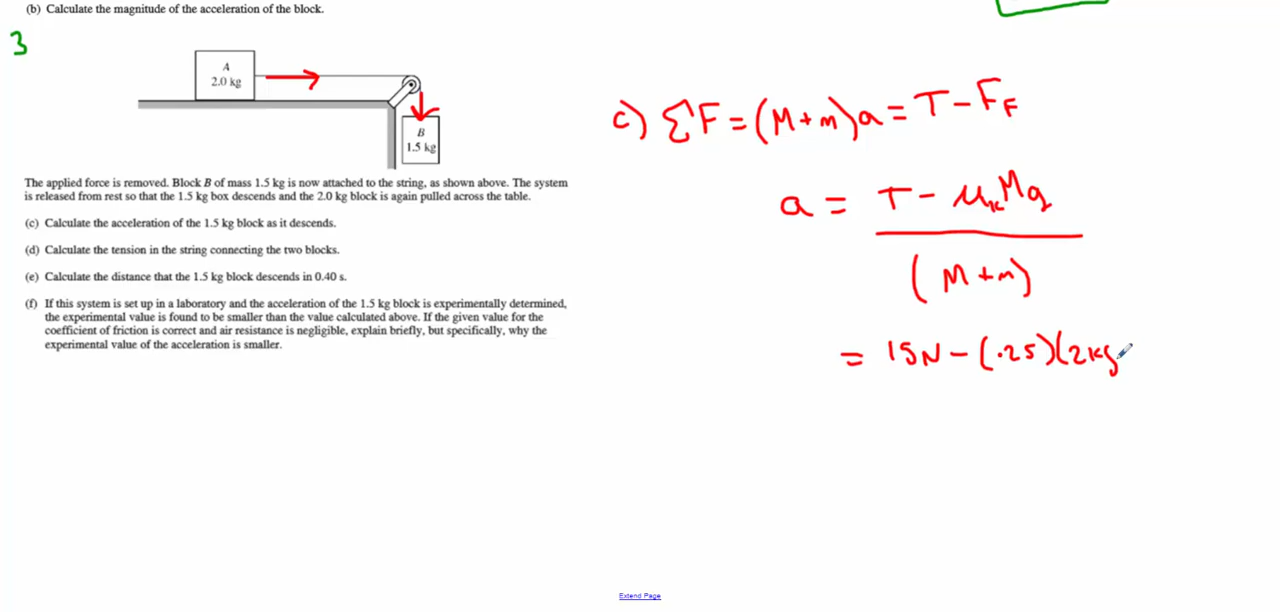 (b) Calculate the magnitude of the acceleration of the block.
3
A
2.0 kg
B
1.5 kg
The applied force is removed. Block B of mass 1.5 kg is now attached to the string, as shown above. The system
is released from rest so that the 1.5 kg box descends and the 2.0 kg block is again pulled across the table.
(c) Calculate the acceleration of the 1.5 kg block as it descends.
(d) Calculate the tension in the string connecting the two blocks.
(e) Calculate the distance that the 1.5 kg block descends in 0.40 s.
(f) If this system is set up in a laboratory and the acceleration of the 1.5 kg block is experimentally determined,
the experimental value is found to be smaller than the value calculated above. If the given value for the
coefficient of friction is correct and air resistance is negligible, explain briefly, but specifically, why the
experimental value of the acceleration is smaller.
c) ΣF = (M+m)a = T - F_F
a = T - μ_k Mg
(M+m)
= 15N - (.25)(2kg
Extend Page